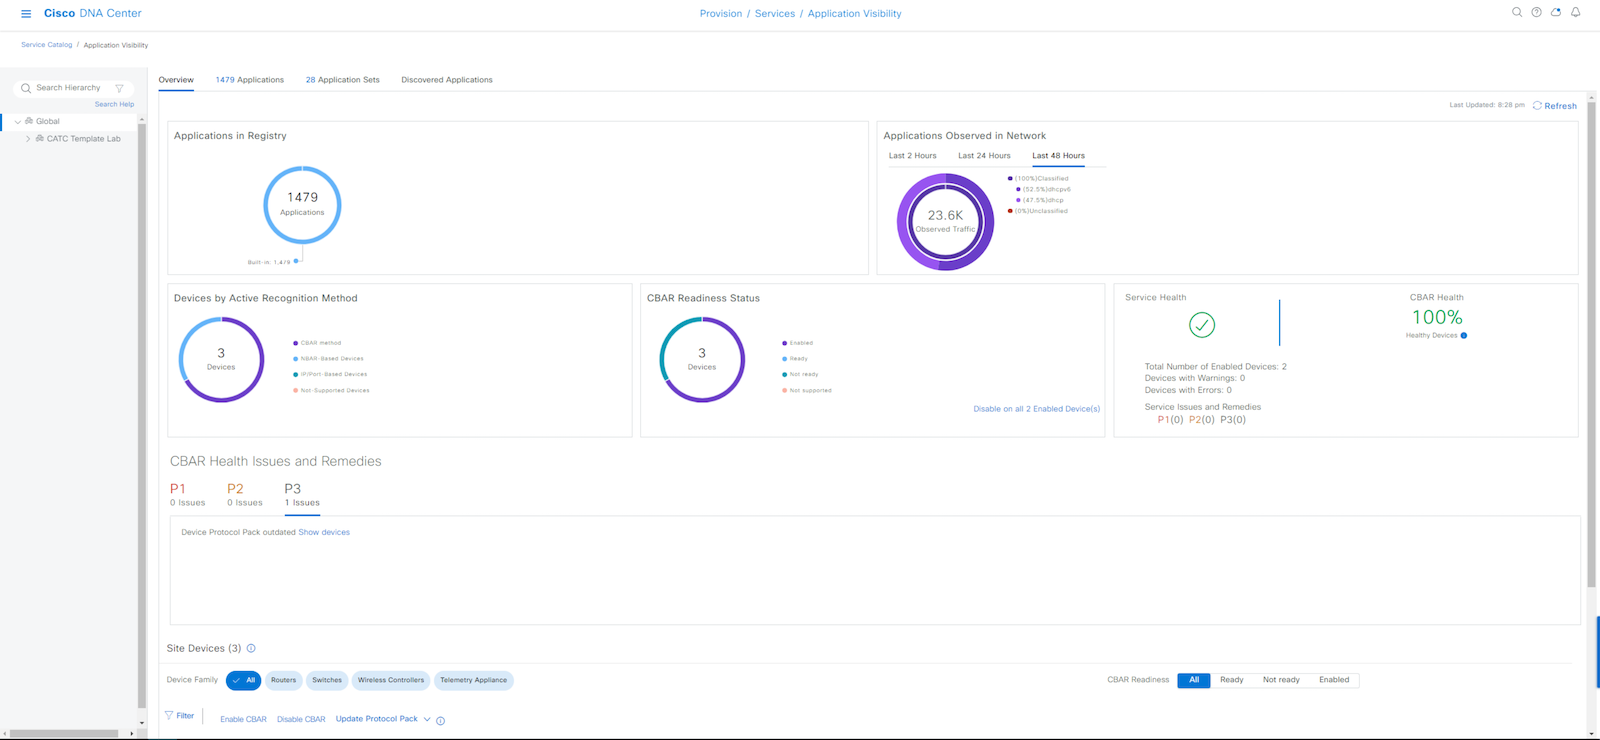 Cisco DNA Center
Provision / Services / Application Visibility
Service Catalog / Application Visibility
Search Hierarchy
Search Help
Global
CATC Template Lab
Overview
1479 Applications
28 Application Sets
Discovered Applications
Last Updated: 8:28 pm
Refresh
Applications in Registry
1479
Applications
Built-in: 1,479
Applications Observed in Network
Last 2 Hours
Last 24 Hours
Last 48 Hours
23.6K
Observed Traffic
(100%)Classified
(52.5%)dhcpv6
(47.5%)dhcp
(0%)Unclassified
Devices by Active Recognition Method
3
Devices
CBAR method
NBAR-Based Devices
IP/Port-Based Devices
Not-Supported Devices
CBAR Readiness Status
3
Devices
Enabled
Ready
Not ready
Not supported
Disable on all 2 Enabled Device(s)
Service Health
CBAR Health
100%
Healthy Devices
Total Number of Enabled Devices: 2
Devices with Warnings: 0
Devices with Errors: 0
Service Issues and Remedies
P1(0) P2(0) P3(0)
CBAR Health Issues and Remedies
P1
0 Issues
P2
0 Issues
P3
1 Issues
Device Protocol Pack outdated Show devices
Site Devices (3)
Device Family
All
Routers
Switches
Wireless Controllers
Telemetry Appliance
CBAR Readiness
All
Ready
Not ready
Enabled
Filter
Enable CBAR
Disable CBAR
Update Protocol Pack